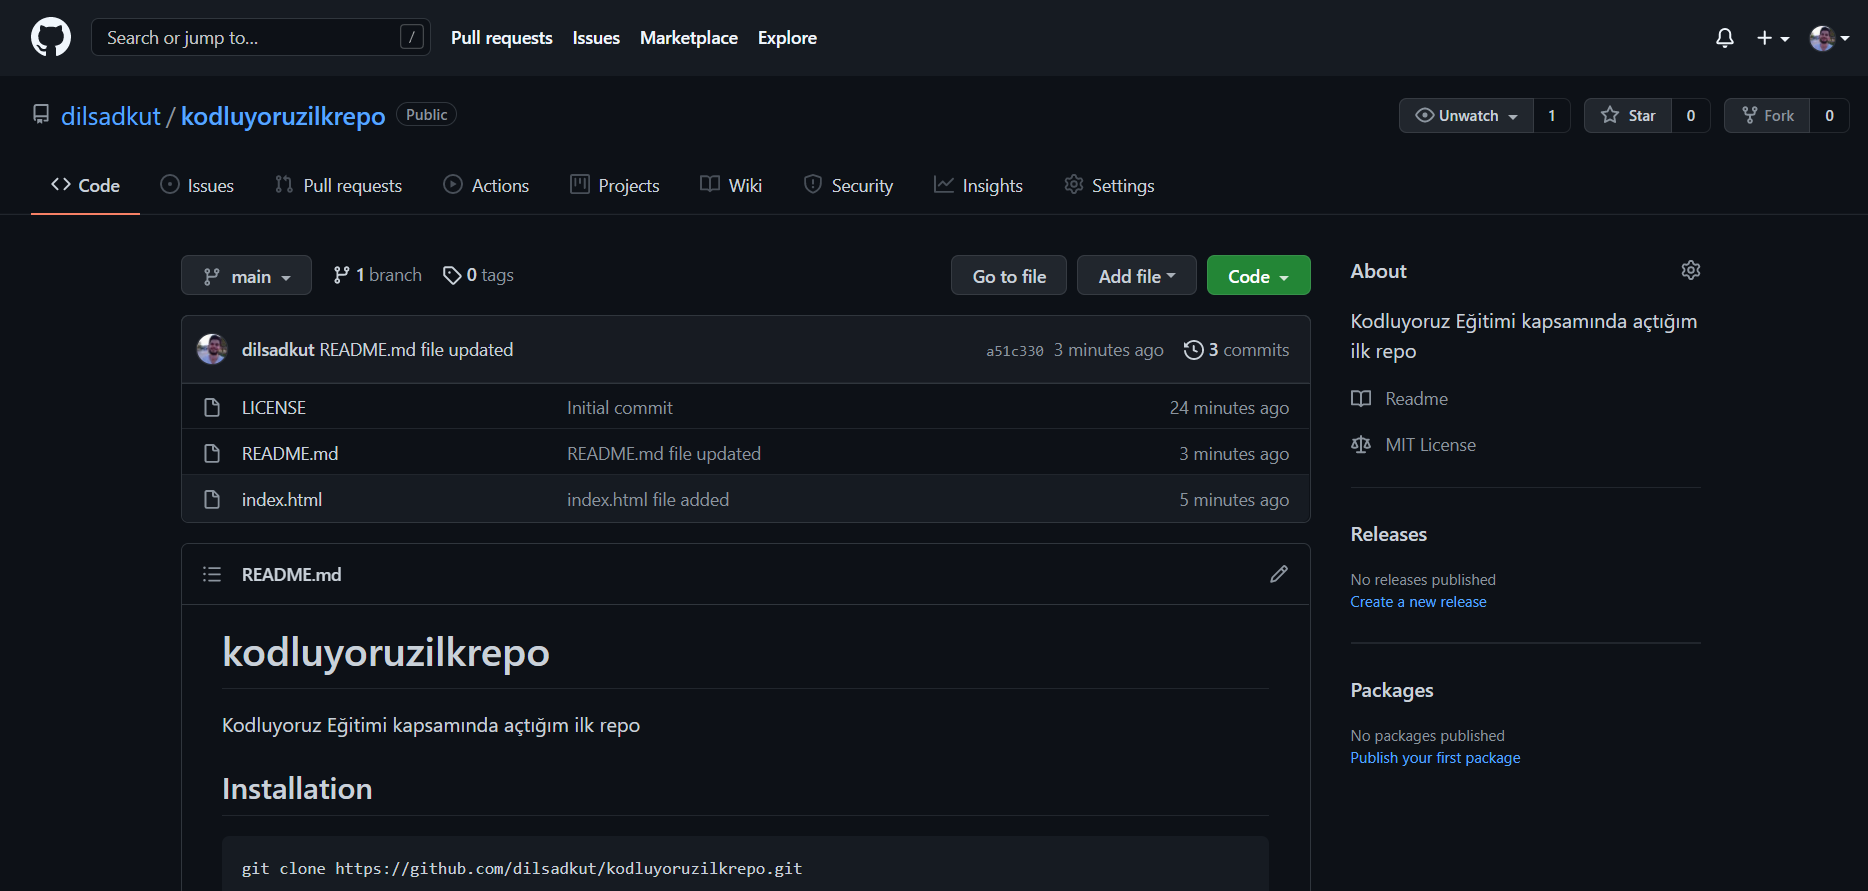 Search or jump to... / Pull requests Issues Marketplace Explore
dilsadkut / kodluyoruzilkrepo Public Unwatch 1 Star 0 Fork 0
Code Issues Pull requests Actions Projects Wiki Security Insights Settings
main 1 branch 0 tags Go to file Add file Code
dilsadkut README.md file updated a51c330 3 minutes ago 3 commits
LICENSE Initial commit 24 minutes ago
README.md README.md file updated 3 minutes ago
index.html index.html file added 5 minutes ago
README.md
kodluyoruzilkrepo
Kodluyoruz Eğitimi kapsamında açtığım ilk repo
Installation
git clone https://github.com/dilsadkut/kodluyoruzilkrepo.git
About
Kodluyoruz Eğitimi kapsamında açtığım
ilk repo
Readme
MIT License
Releases
No releases published
Create a new release
Packages
No packages published
Publish your first package